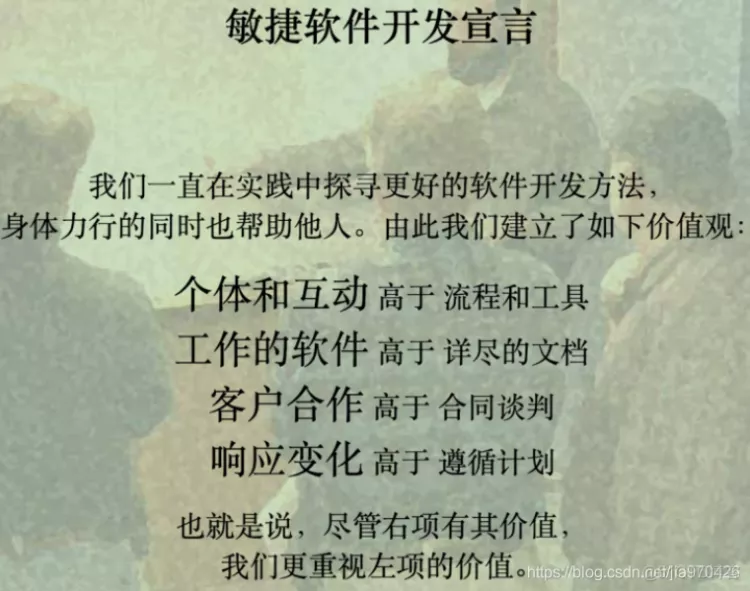 敏捷软件开发宣言
我们一直在实践中探寻更好的软件开发方法，
身体力行的同时也帮助他人。由此我们建立了如下价值观：
个体和互动 高于 流程和工具
工作的软件 高于 详尽的文档
客户合作 高于 合同谈判
响应变化 高于 遵循计划
也就是说，尽管右项有其价值，
我们更重视左项的价值。